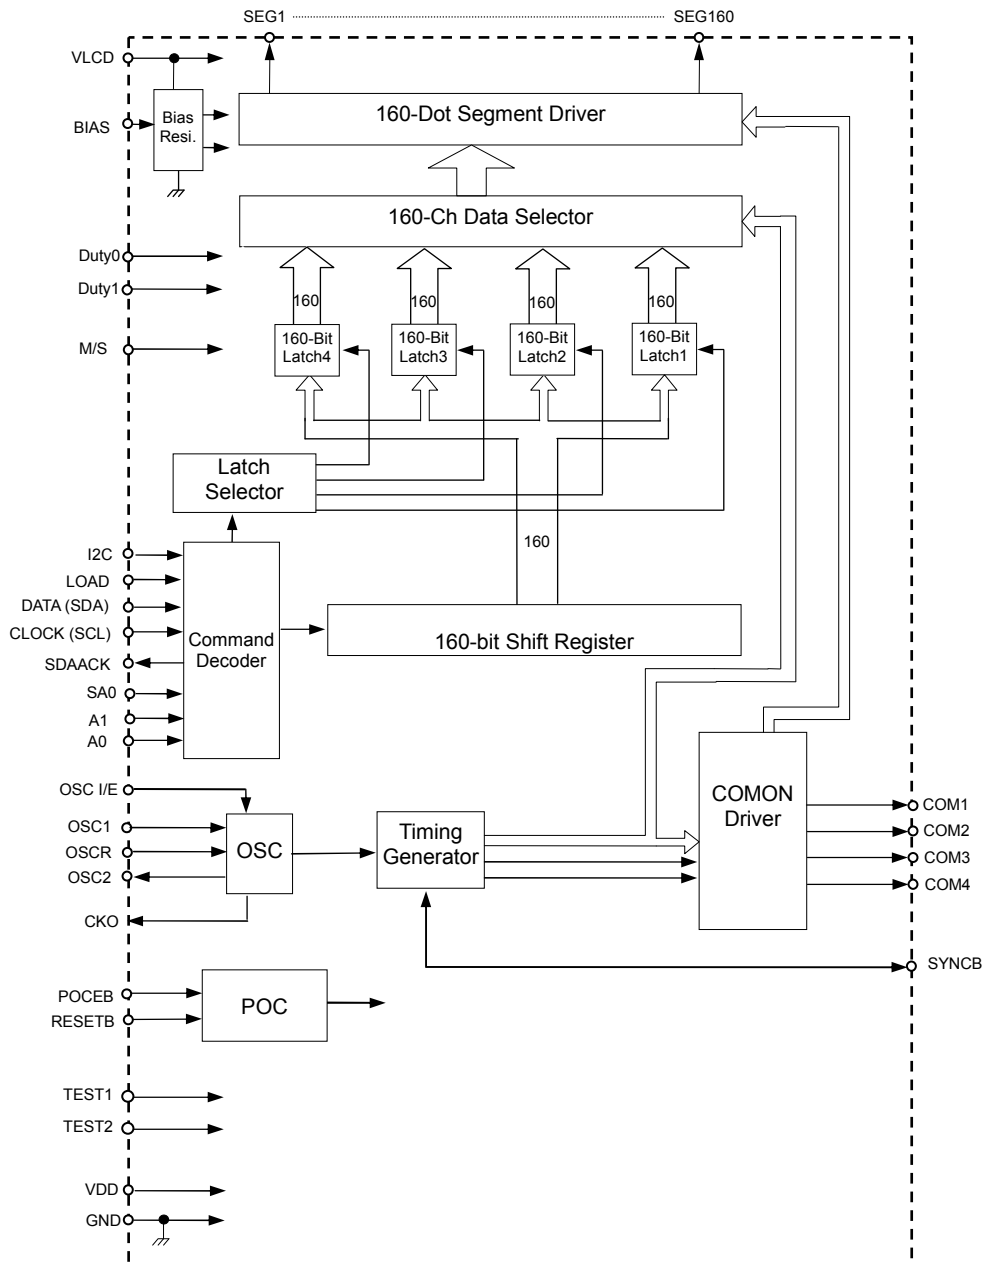 SEG1 SEG160
VLCD
160-Dot Segment Driver
Bias
Resi.
BIAS
160-Ch Data Selector
Duty0
Duty1
160 160 160 160
160-Bit
Latch4
160-Bit
Latch3
160-Bit
Latch2
160-Bit
Latch1
M/S
Latch
Selector
160
I2C
LOAD
DATA (SDA)
CLOCK (SCL)
SDAACK
SA0
A1
A0
Command
Decoder
160-bit Shift Register
OSC I/E
OSC1
OSCR
OSC2
CKO
OSC
Timing
Generator
COMON
Driver
COM1
COM2
COM3
COM4
SYNCB
POCEB
RESETB
POC
TEST1
TEST2
VDD
GND